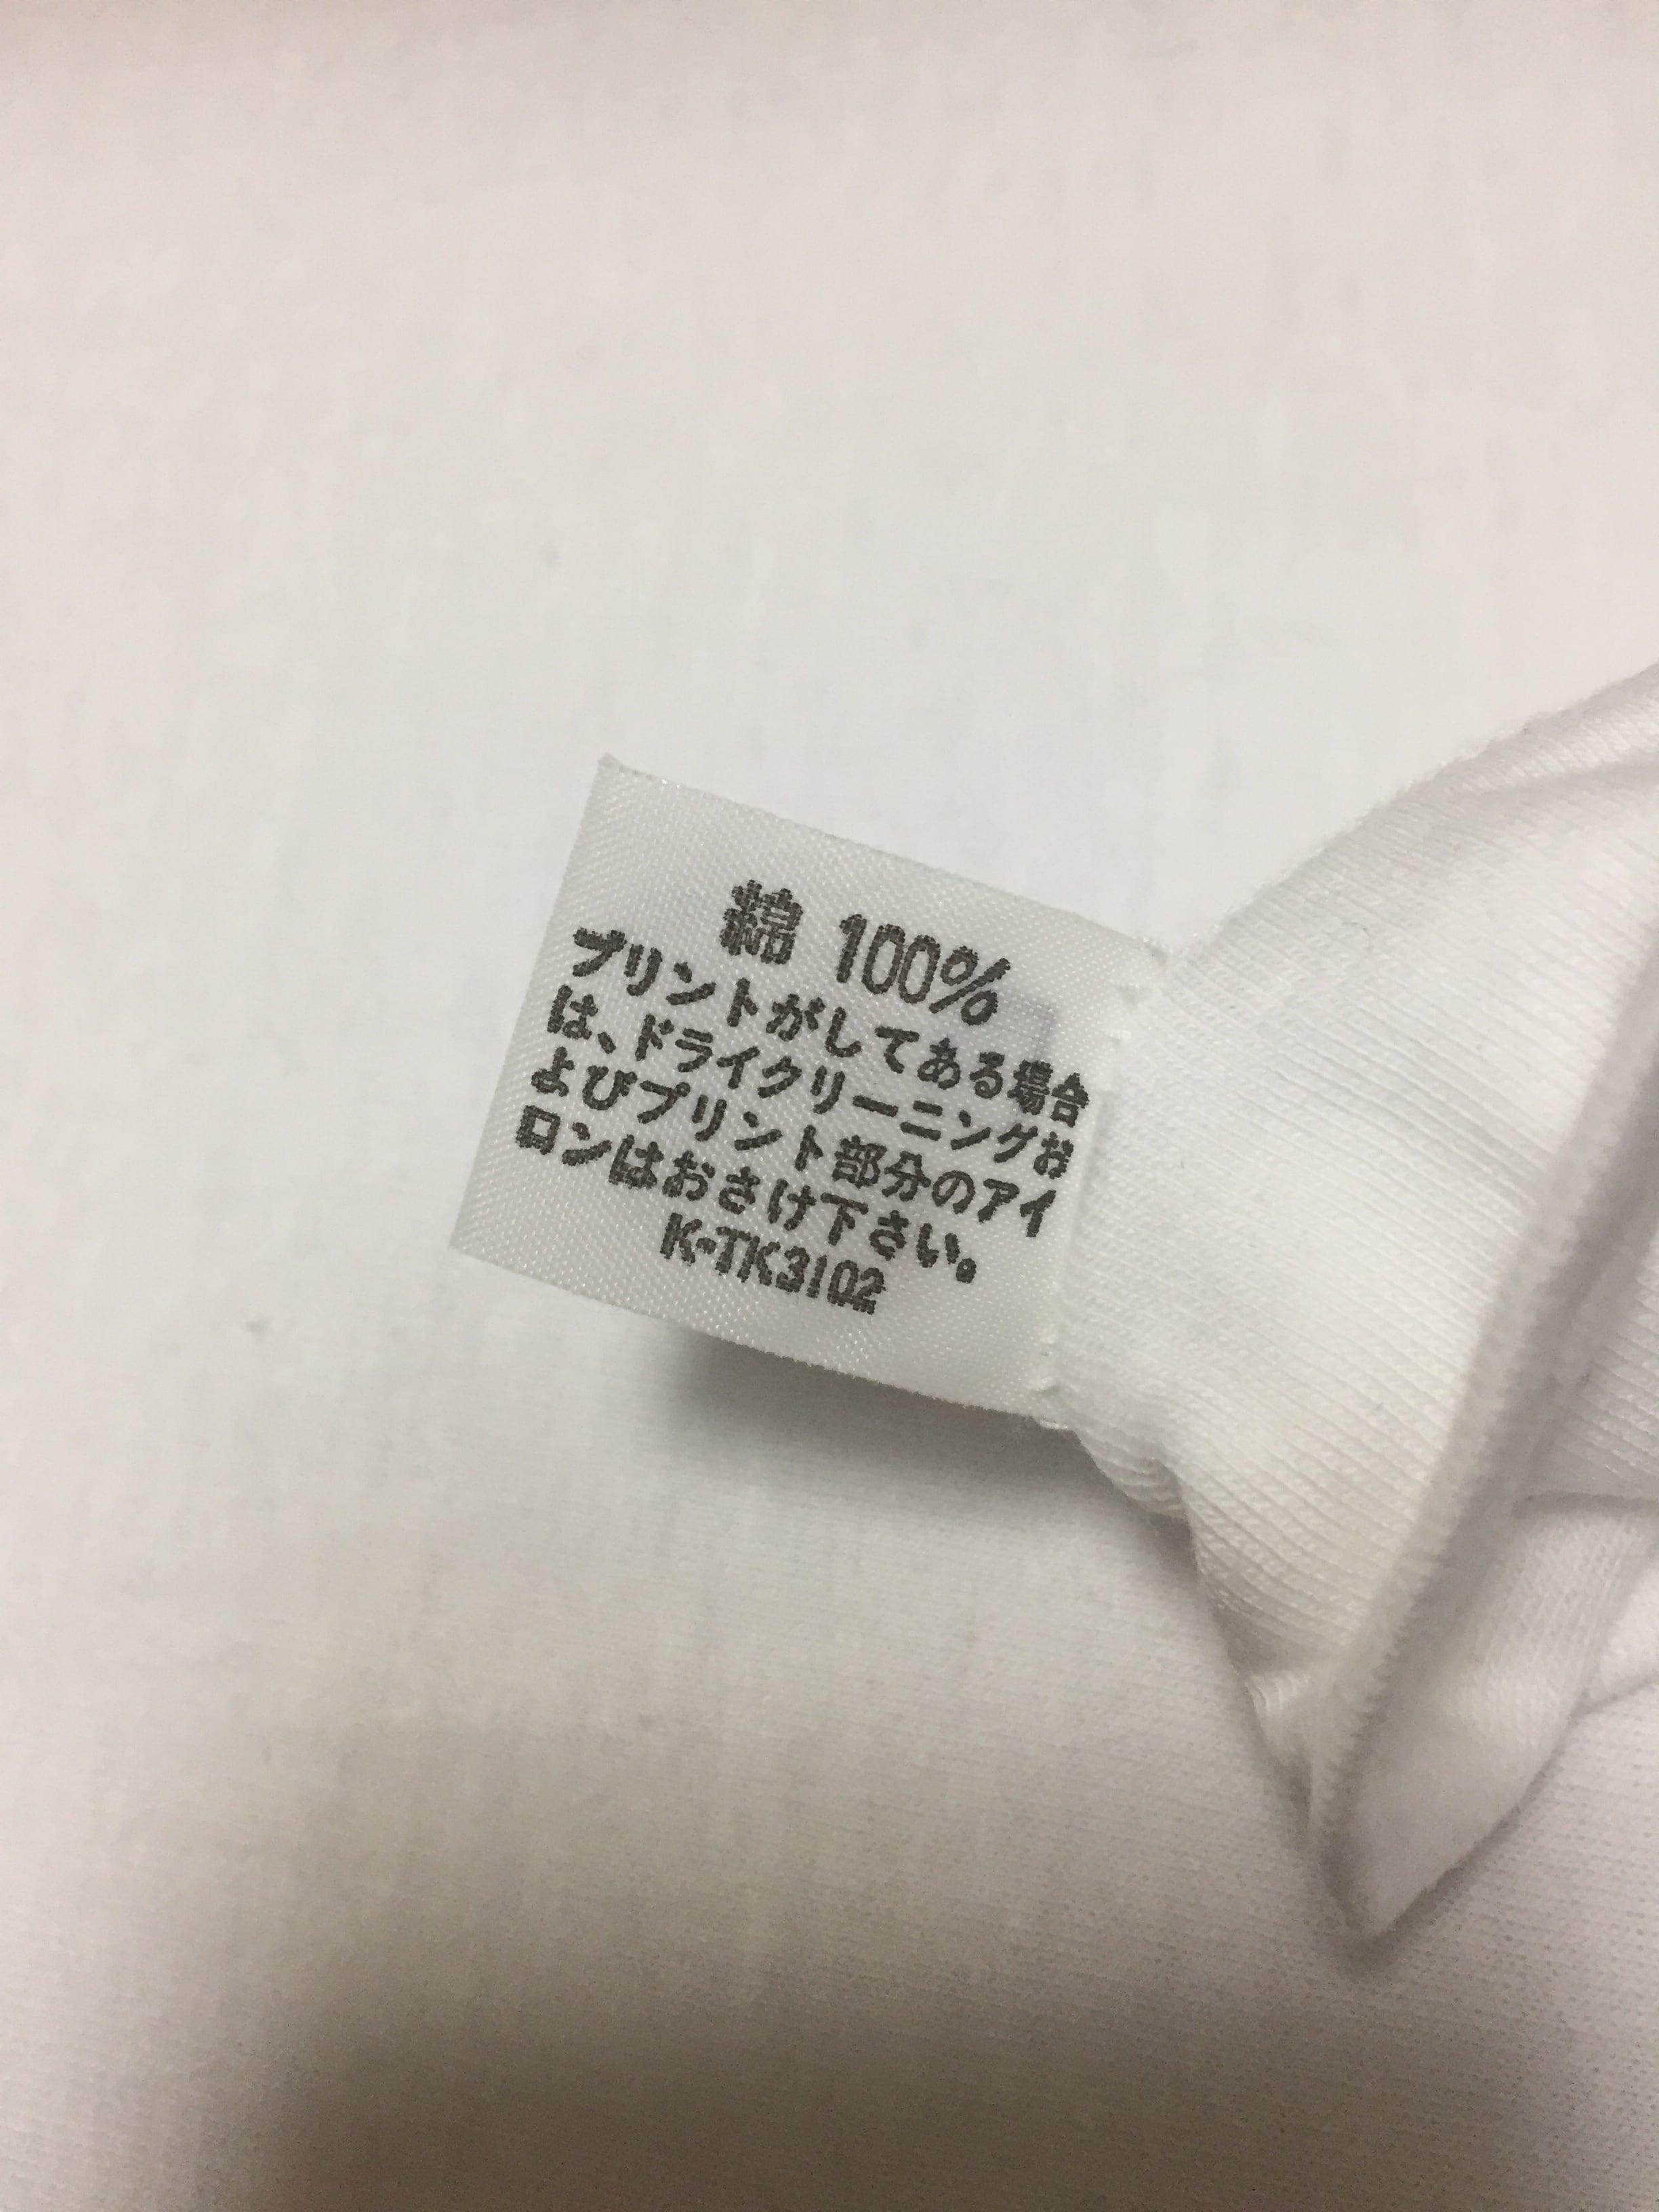 綿 100%
プリントがしてある場合
は、ドライクリーニングお
よびプリント部分のアイ
ロンはおさけ下さい。
K-TK3102